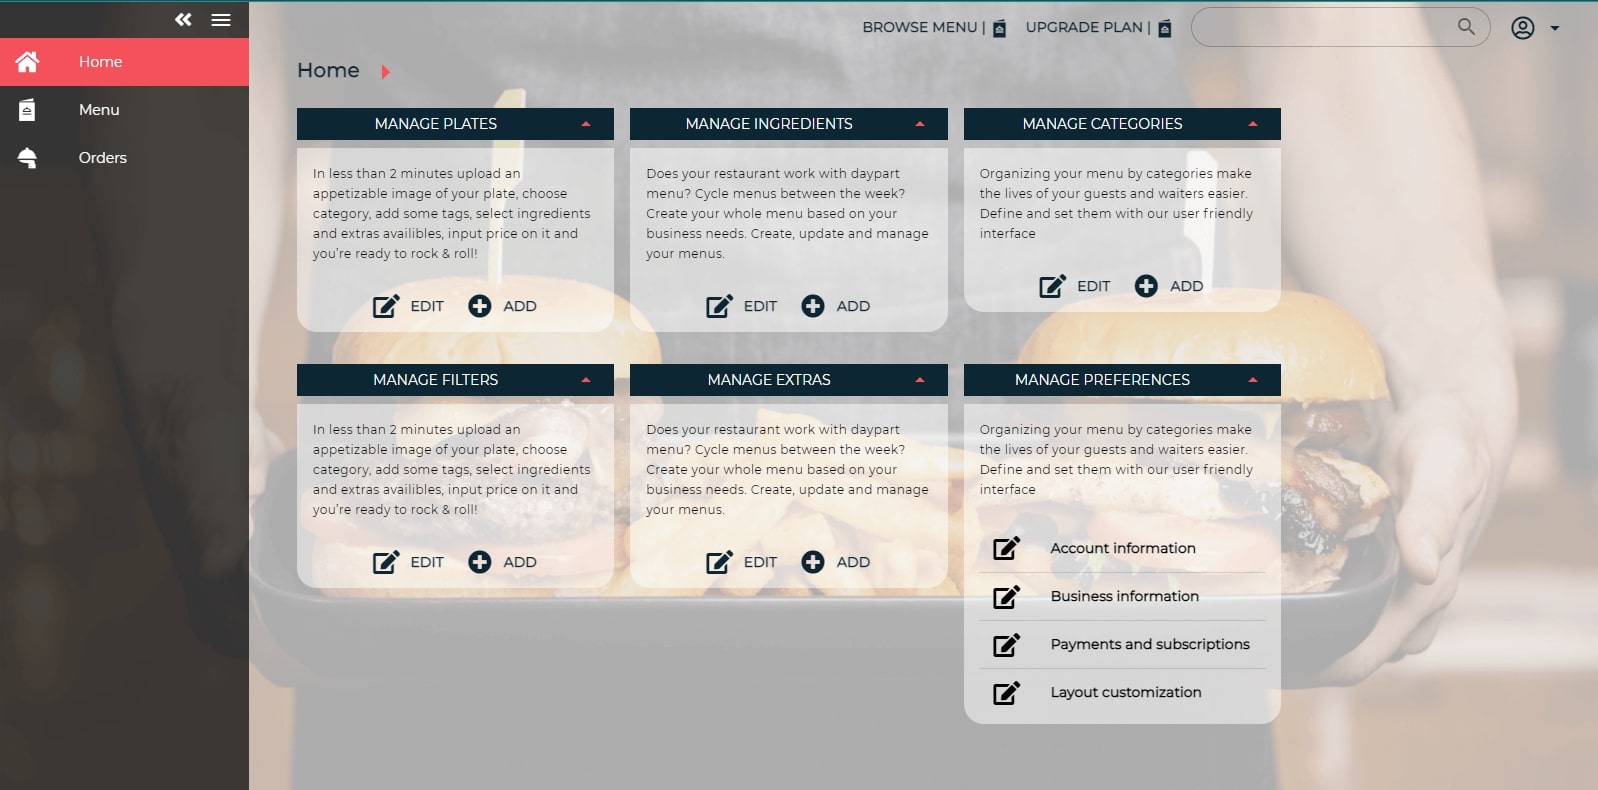 BROWSE MENU |
UPGRADE PLAN |
Home
Menu
Orders
Home
MANAGE PLATES
In less than 2 minutes upload an
appetizable image of your plate, choose
category, add some tags, select ingredients
and extras availibles, input price on it and
you’re ready to rock & roll!
EDIT
ADD
MANAGE INGREDIENTS
Does your restaurant work with daypart
menu? Cycle menus between the week?
Create your whole menu based on your
business needs. Create, update and manage
your menus.
EDIT
ADD
MANAGE CATEGORIES
Organizing your menu by categories make
the lives of your guests and waiters easier.
Define and set them with our user friendly
interface
EDIT
ADD
MANAGE FILTERS
In less than 2 minutes upload an
appetizable image of your plate, choose
category, add some tags, select ingredients
and extras availibles, input price on it and
you’re ready to rock & roll!
EDIT
ADD
MANAGE EXTRAS
Does your restaurant work with daypart
menu? Cycle menus between the week?
Create your whole menu based on your
business needs. Create, update and manage
your menus.
EDIT
ADD
MANAGE PREFERENCES
Organizing your menu by categories make
the lives of your guests and waiters easier.
Define and set them with our user friendly
interface
Account information
Business information
Payments and subscriptions
Layout customization